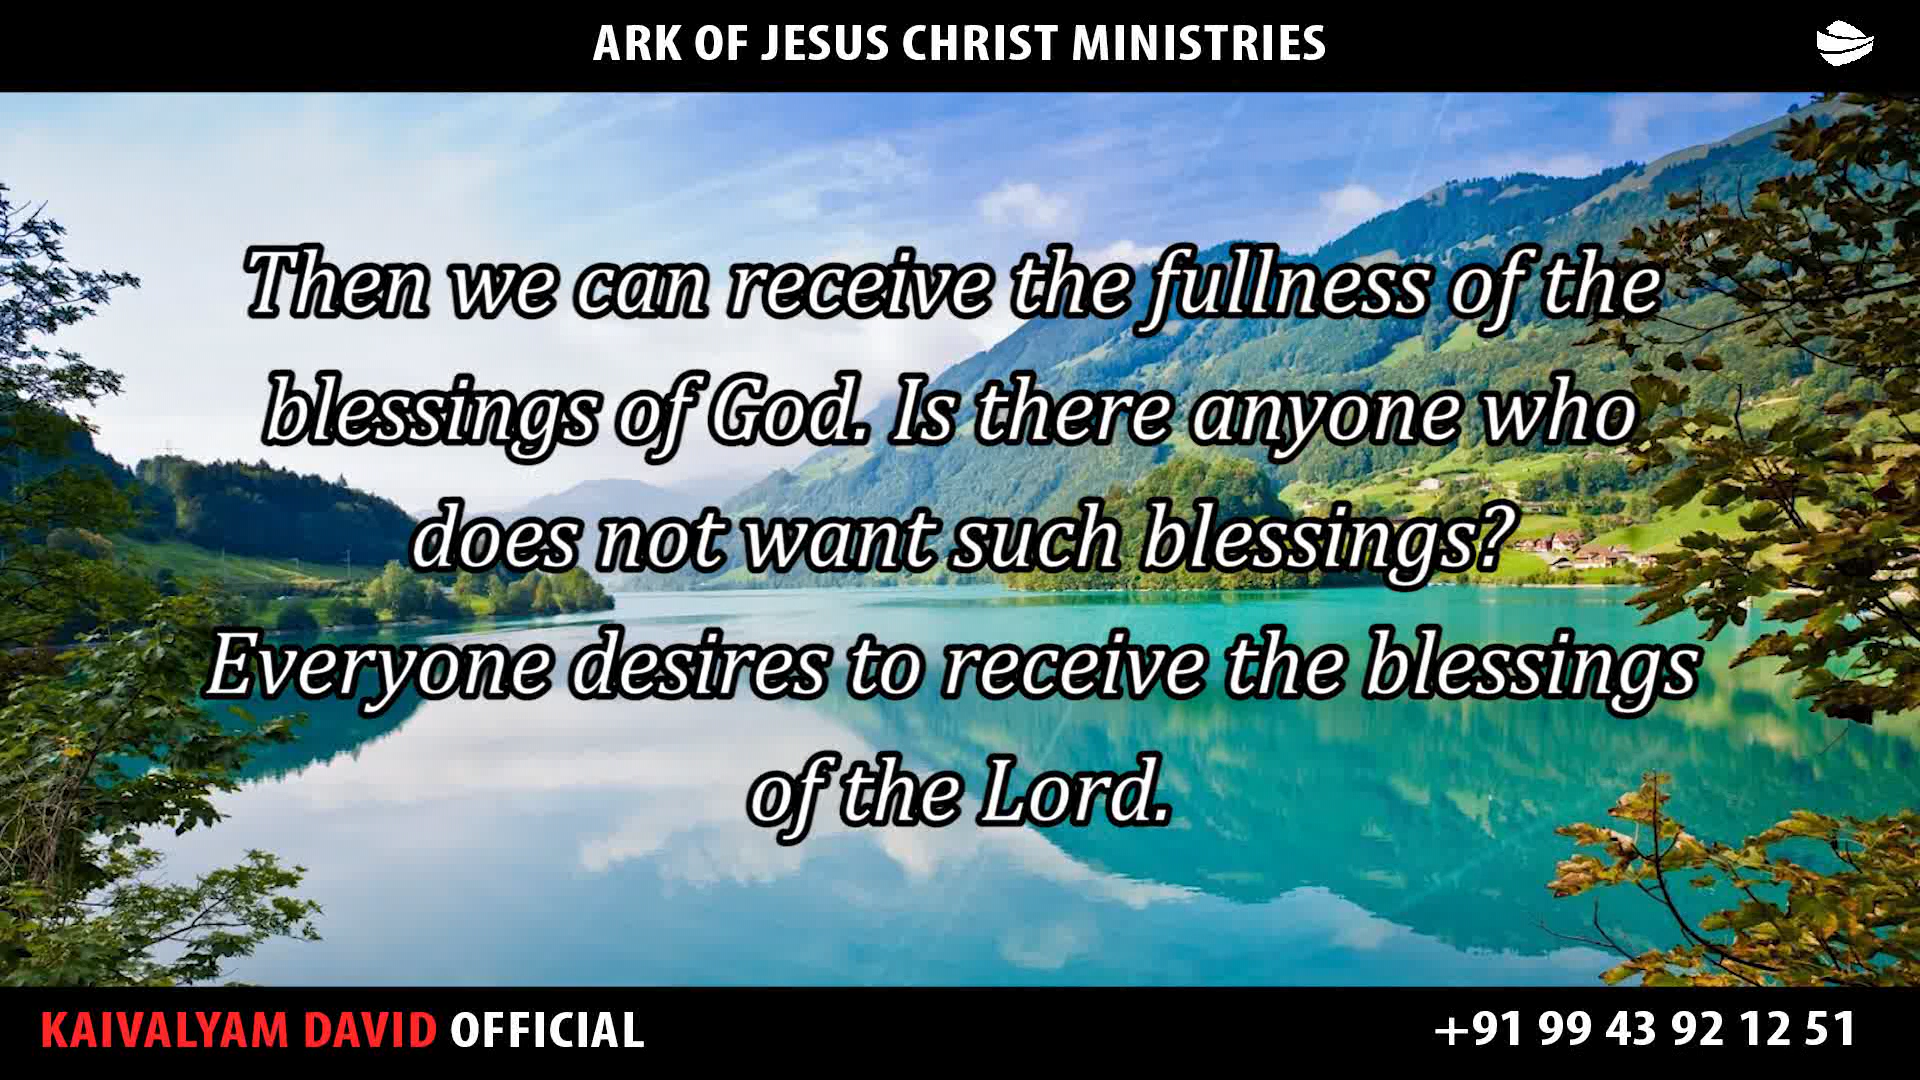 ARK OF JESUS CHRIST MINISTRIES
Then we can receive the fullness of the
blessings of God. Is there anyone who
does not want such blessings?
Everyone desires to receive the blessings
of the Lord.
KAIVALYAM DAVID OFFICIAL
+91 99 43 92 12 51